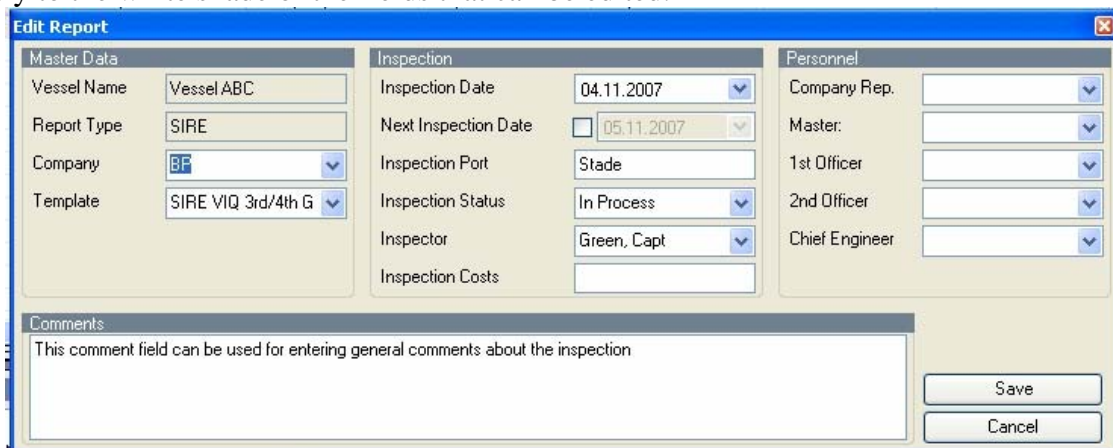 Edit Report
Master Data
Vessel Name Vessel ABC
Report Type SIRE
Company BP
Template SIRE VIQ 3rd/4th G
Inspection
Inspection Date 04.11.2007
Next Inspection Date 05.11.2007
Inspection Port Stade
Inspection Status In Process
Inspector Green, Capt
Inspection Costs
Personnel
Company Rep.
Master:
1st Officer
2nd Officer
Chief Engineer
Comments
This comment field can be used for entering general comments about the inspection
Save
Cancel